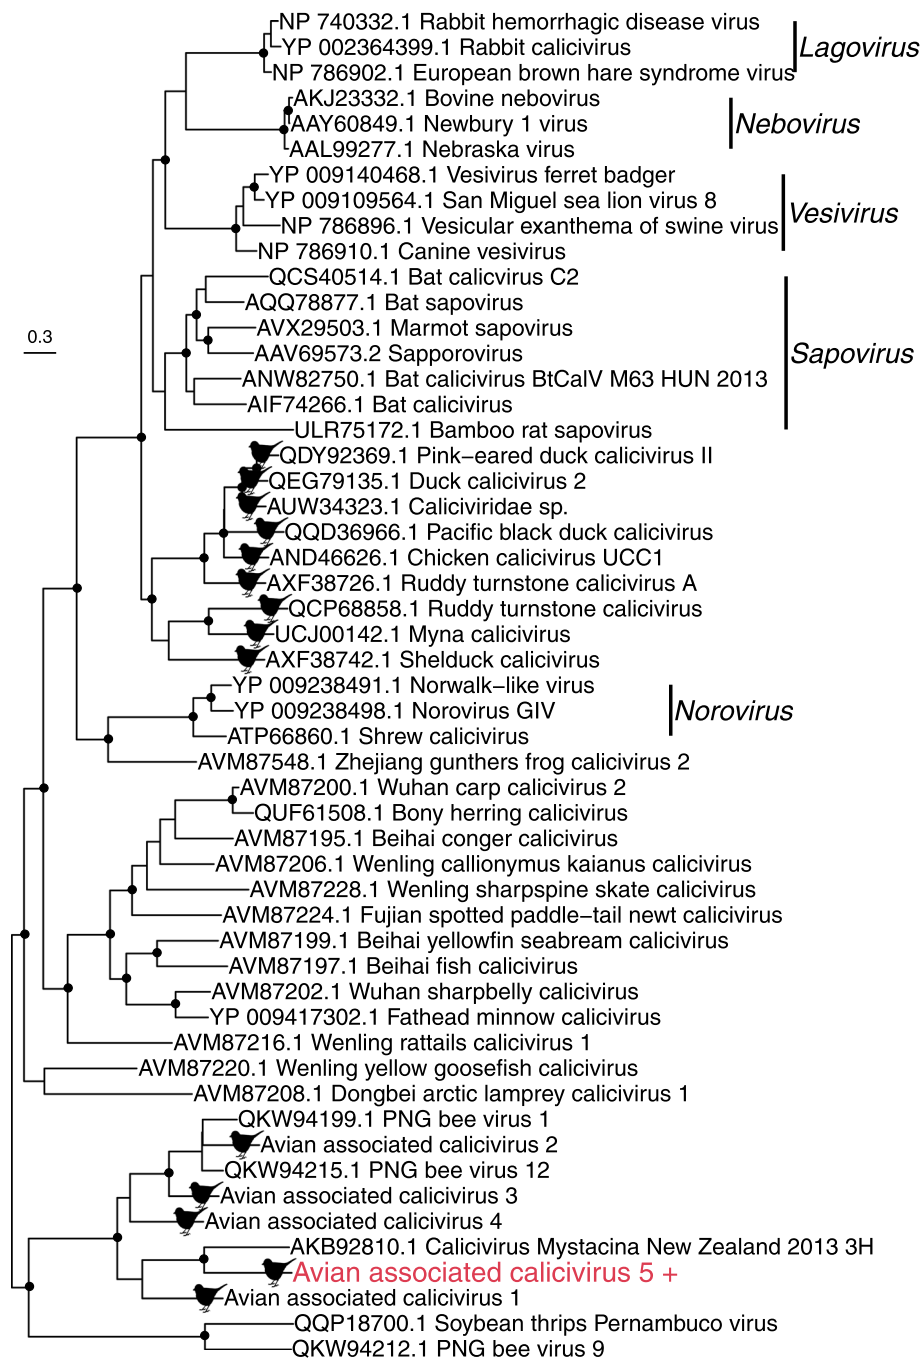 NP 740332.1 Rabbit hemorrhagic disease virus
YP 002364399.1 Rabbit calicivirus
Lagovirus
NP 786902.1 European brown hare syndrome virus
AKJ23332.1 Bovine nebovirus
AAY60849.1 Newbury 1 virus
Nebovirus
AAL99277.1 Nebraska virus
YP 009140468.1 Vesivirus ferret badger
YP 009109564.1 San Miguel sea lion virus 8
Vesivirus
NP 786896.1 Vesicular exanthema of swine virus
NP 786910.1 Canine vesivirus
QCS40514.1 Bat calicvirus C2
AQQ78877.1 Bat sapovirus
AVX29503.1 Marmot sapovirus
0.3
AAV69573.2 Sapporovirus
Sapovirus
ANW82750.1 Bat calicivirus BtCalV M63 HUN 2013
AIF74266.1 Bat calicivirus
ULR75172.1 Bamboo rat sapovirus
QDY92369.1 Pink−eared duck calicivirus II
QEG79135.1 Duck calicivirus 2
AUW34323.1 Caliciviridae sp.
QQD36966.1 Pacific black duck calicivirus
AND46626.1 Chicken calicivirus UCC1
AXF38726.1 Ruddy turnstone calicivirus A
QCP68858.1 Ruddy turnstone calicivirus
UCJ00142.1 Myna calicivirus
AXF38742.1 Shelduck calicivirus
YP 009238491.1 Norwalk−like virus
YP 009238498.1 Norovirus GIV
Norovirus
ATP66860.1 Shrew calicivirus
AVM87548.1 Zhejiang gunthers frog calicivirus 2
AVM87200.1 Wuhan carp calicivirus 2
QUF61508.1 Bony herring calicivirus
AVM87195.1 Beihai conger calicivirus
AVM87206.1 Wenling callionymus kaianus calicivirus
AVM87228.1 Wenling sharpspine skate calicivirus
AVM87224.1 Fujian spotted paddle−tail newt calicivirus
AVM87199.1 Beihai yellowfin seabream calicivirus
AVM87197.1 Beihai fish calicivirus
AVM87202.1 Wuhan sharpbelly calicivirus
YP 009417302.1 Fathead minnow calicivirus
AVM87216.1 Wenling rattails calicivirus 1
AVM87220.1 Wenling yellow goosefish calicivirus
AVM87208.1 Dongbei arctic lamprey calicivirus 1
QKW94199.1 PNG bee virus 1
Avian associated calicivirus 2
QKW94215.1 PNG bee virus 12
Avian associated calicivirus 3
Avian associated calicivirus 4
AKB92810.1 Calicivirus Mystacina New Zealand 2013 3H
Avian associated calicivirus 5 +
Avian associated calicivirus 1
QQP18700.1 Soybean thrips Pernambuco virus
QKW94212.1 PNG bee virus 9